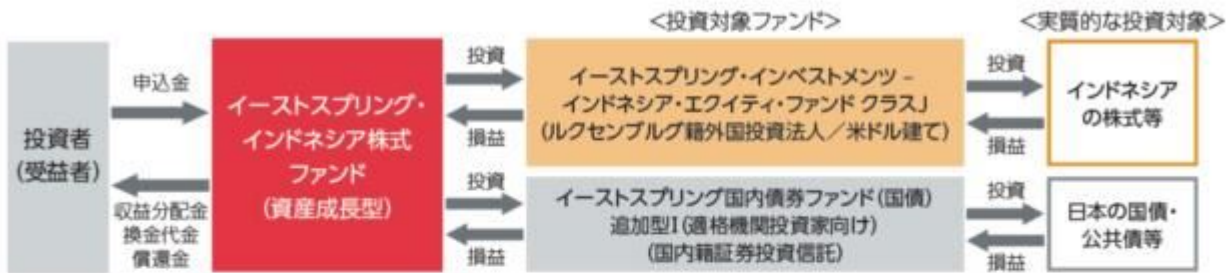 <投資対象ファンド>
<実質的な投資対象>
投資者
(受益者)
申込金
収益分配金
換金代金
償還金
イーストスプリング・
インドネシア株式
ファンド
(資産成長型)
投資
損益
投資
損益
イーストスプリング・インベストメンツ –
インドネシア・エクイティ・ファンド クラスJ
(ルクセンブルグ籍外国投資法人/米ドル建て)
イーストスプリング国内債券ファンド(国債)
追加型I(適格機関投資家向け)
(国内籍証券投資信託)
投資
損益
投資
損益
インドネシア
の株式等
日本の国債・
公共債等